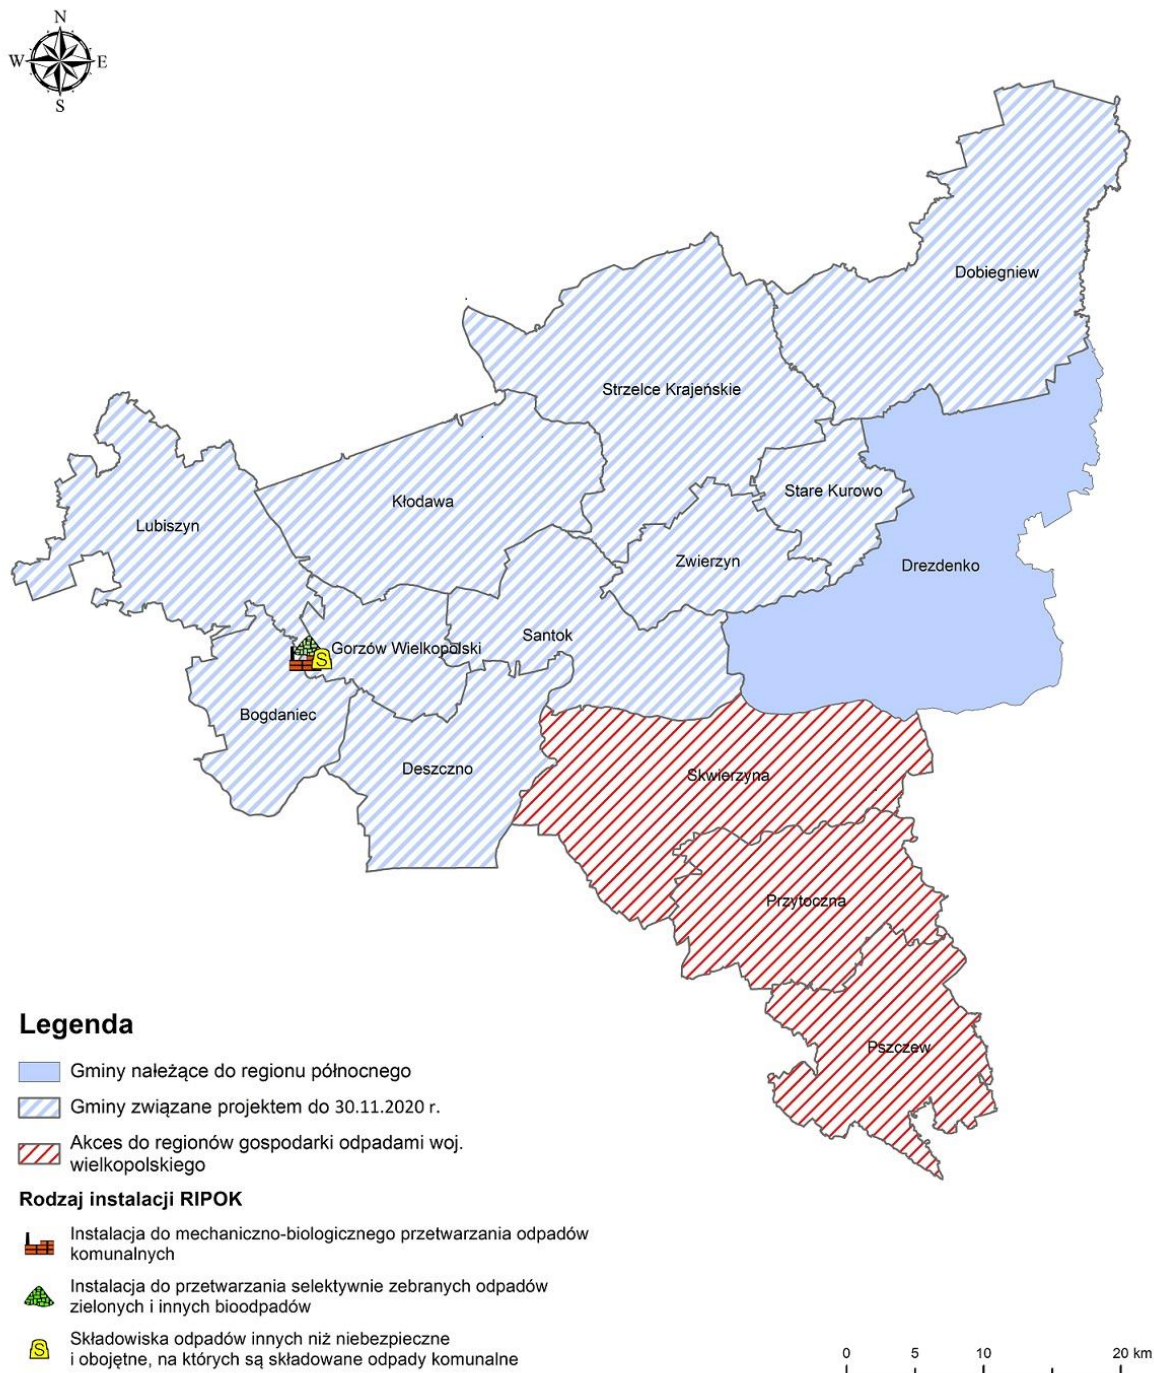 N
W E
S
Dobiegniew
Strzelce Krajeńskie
Stare Kurowo
Kłodawa
Lubiszyn
Zwierzyn
Drezdenko
Santok
Gorzów Wielkopolski
S
Bogdaniec
Deszczno
Skwierzyna
Przytoczna
Pszczew
Legenda
Gminy należące do regionu północnego
Gminy związane projektem do 30.11.2020 r.
Akces do regionów gospodarki odpadami woj.
wielkopolskiego
Rodzaj instalacji RIPOK
Instalacja do mechaniczno-biologicznego przetwarzania odpadów
komunalnych
Instalacja do przetwarzania selektywnie zebranych odpadów
zielonych i innych bioodpadów
S
Składowiska odpadów innych niż niebezpieczne
i obojętne, na których są składowane odpady komunalne
0 5 10 20 km